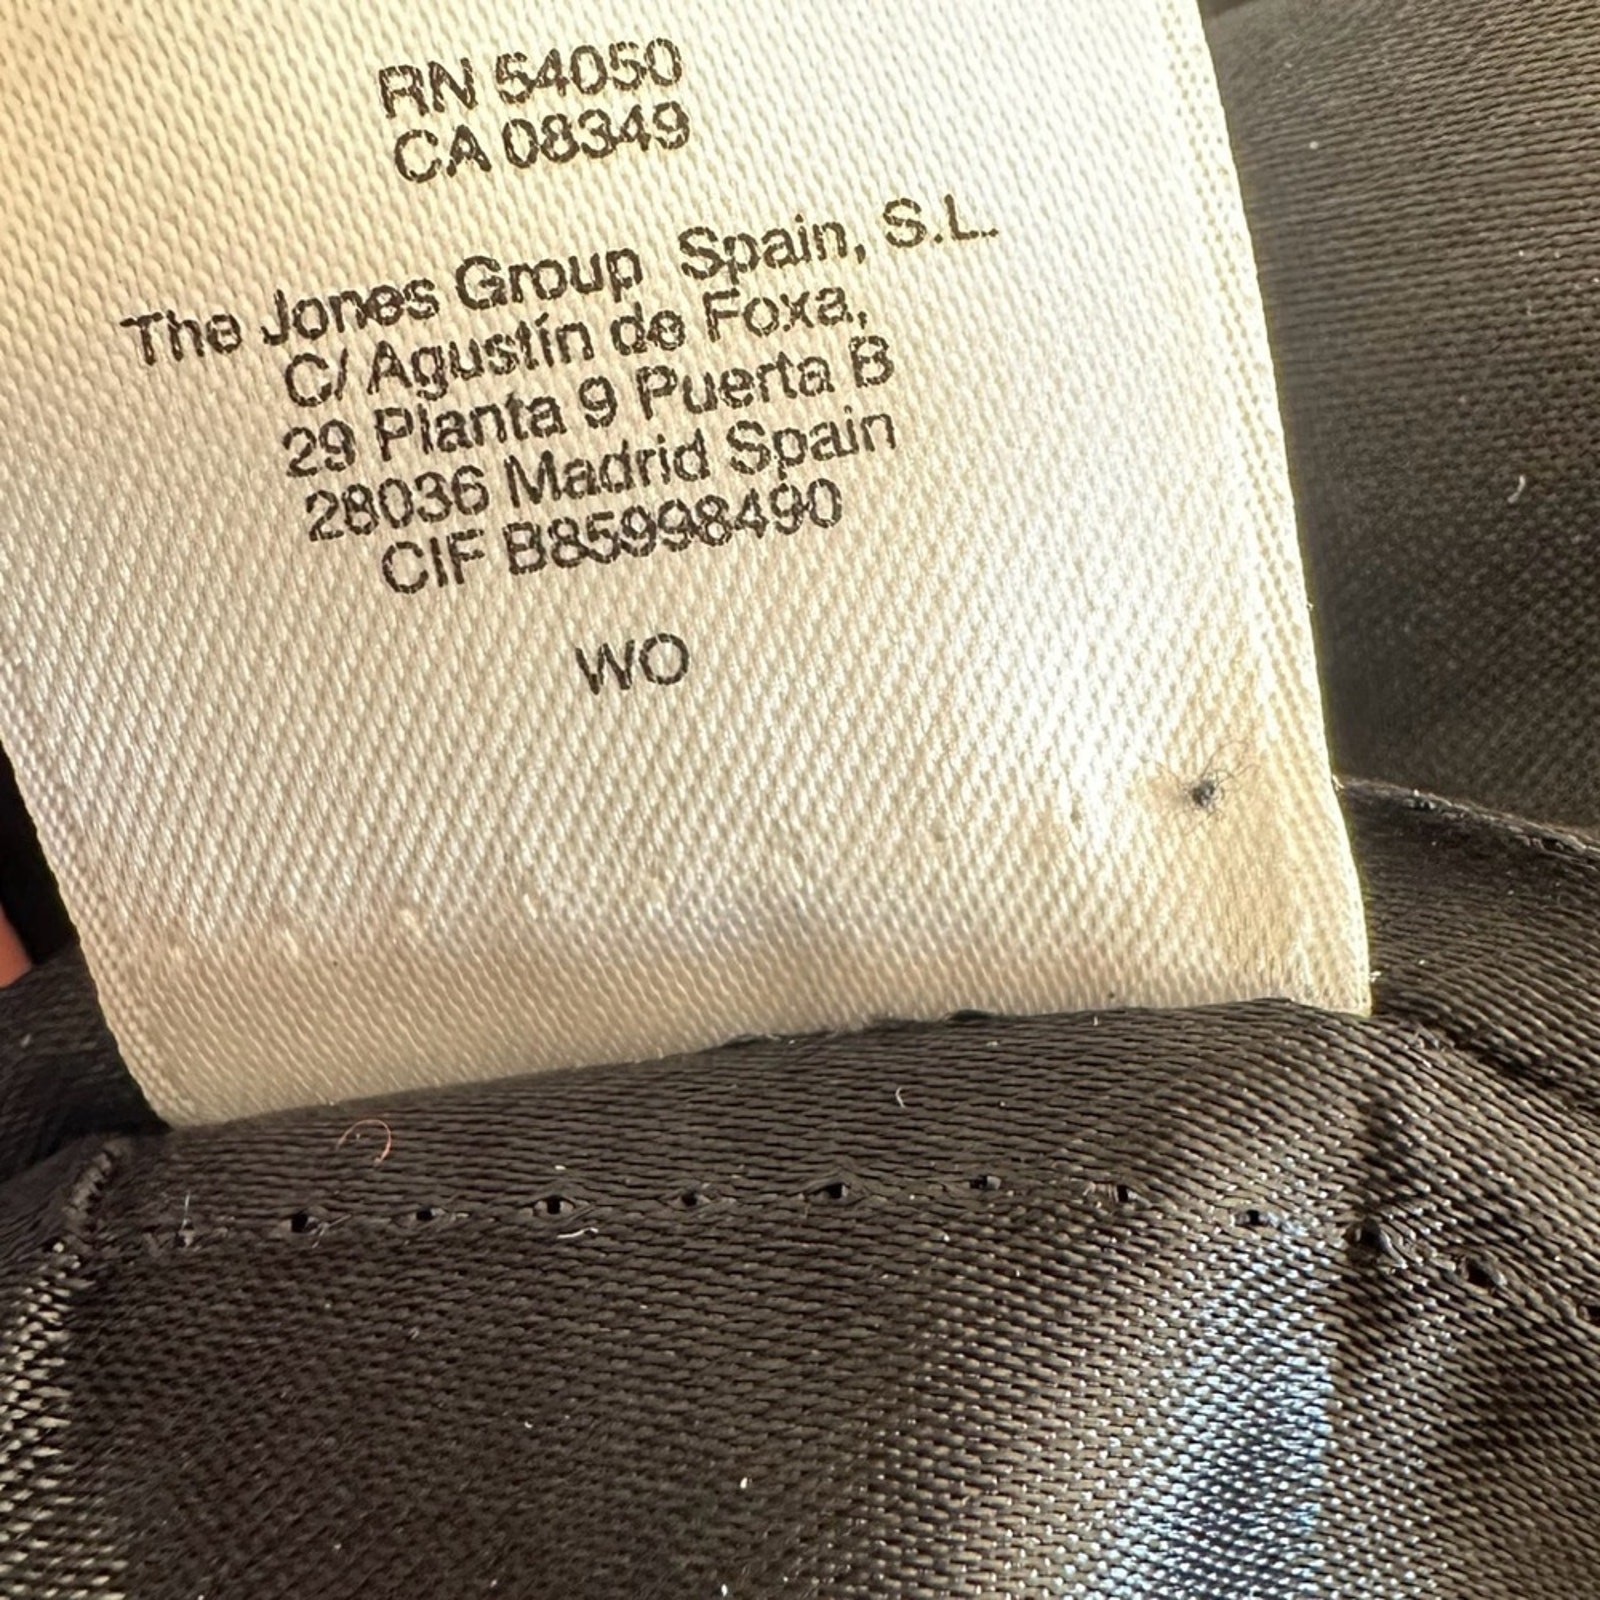 RN 54050
CA 08349
The Jones Group Spain, S.L.
C/ Agustín de Foxa,
29 Planta 9 Puerta B
28036 Madrid Spain
CIF B85998490
WO